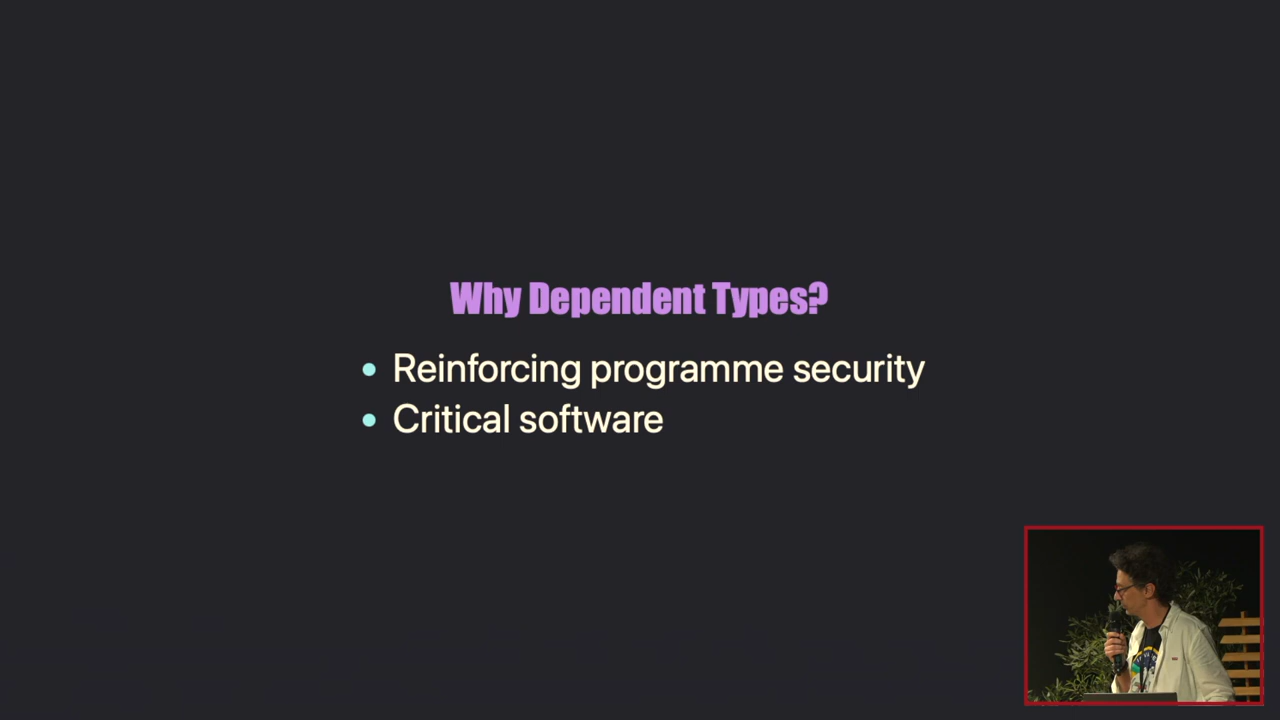 Why Dependent Types?
Reinforcing programme security
Critical software